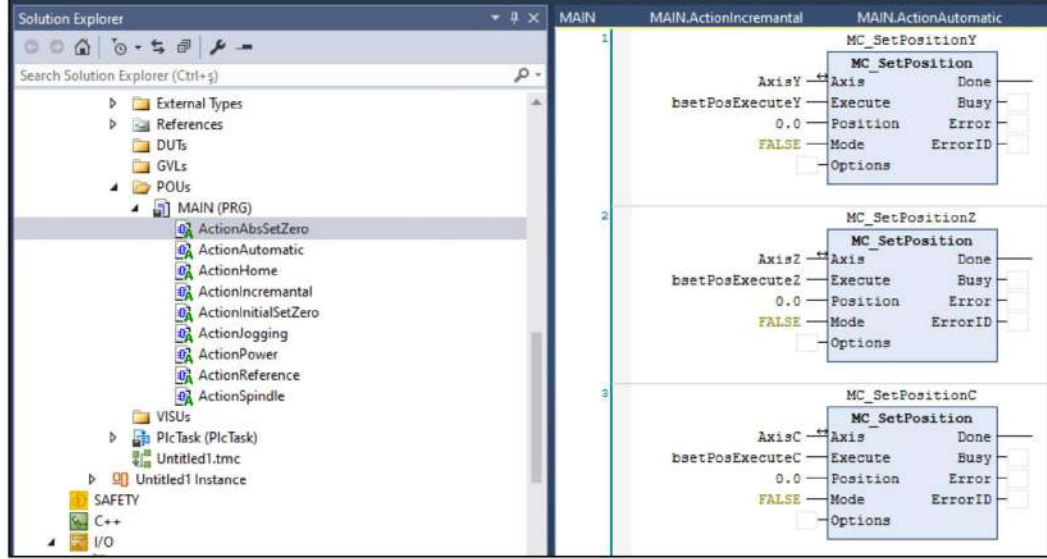 Solution Explorer
Search Solution Explorer (Ctrl+ş)
External Types
References
DUTs
GVLs
POUs
MAIN (PRG)
ActionAbsSetZero
ActionAutomatic
ActionHome
ActionIncremantal
ActionInitialSetZero
ActionJogging
ActionPower
ActionReference
ActionSpindle
VISUs
PlcTask (PlcTask)
Untitled1.tmc
Untitled1 Instance
SAFETY
C++
I/O
MAIN MAIN.ActionIncremantal MAIN.ActionAutomatic
1
MC_SetPositionY
MC_SetPosition
AxisY Axis Done
bsetPosExecuteY Execute Busy
0.0 Position Error
FALSE Mode ErrorID
Options
2
MC_SetPositionZ
MC_SetPosition
AxisZ Axis Done
bsetPosExecuteZ Execute Busy
0.0 Position Error
FALSE Mode ErrorID
Options
3
MC_SetPositionC
MC_SetPosition
AxisC Axis Done
bsetPosExecuteC Execute Busy
0.0 Position Error
FALSE Mode ErrorID
Options